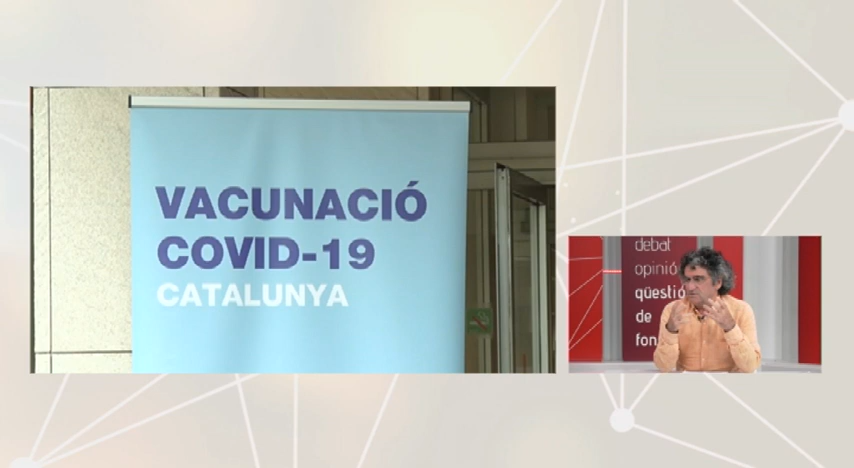 VACUNACIÓ
COVID-19
CATALUNYA
debat
opinió
qüestió
de
fon